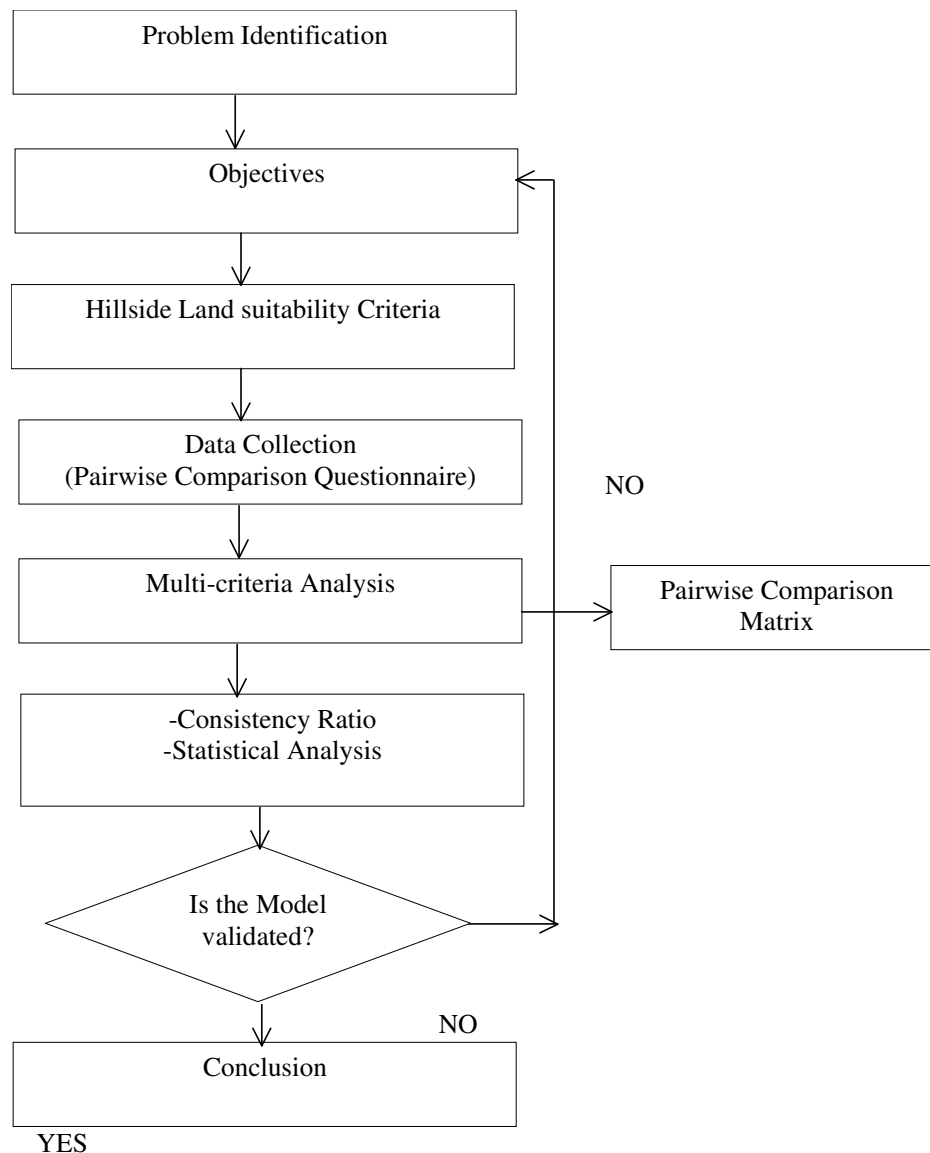 Problem Identification
Objectives
Hillside Land suitability Criteria
Data Collection
(Pairwise Comparison Questionnaire)
NO
Multi-criteria Analysis
Pairwise Comparison
Matrix
-Consistency Ratio
-Statistical Analysis
Is the Model
validated?
NO
Conclusion
YES